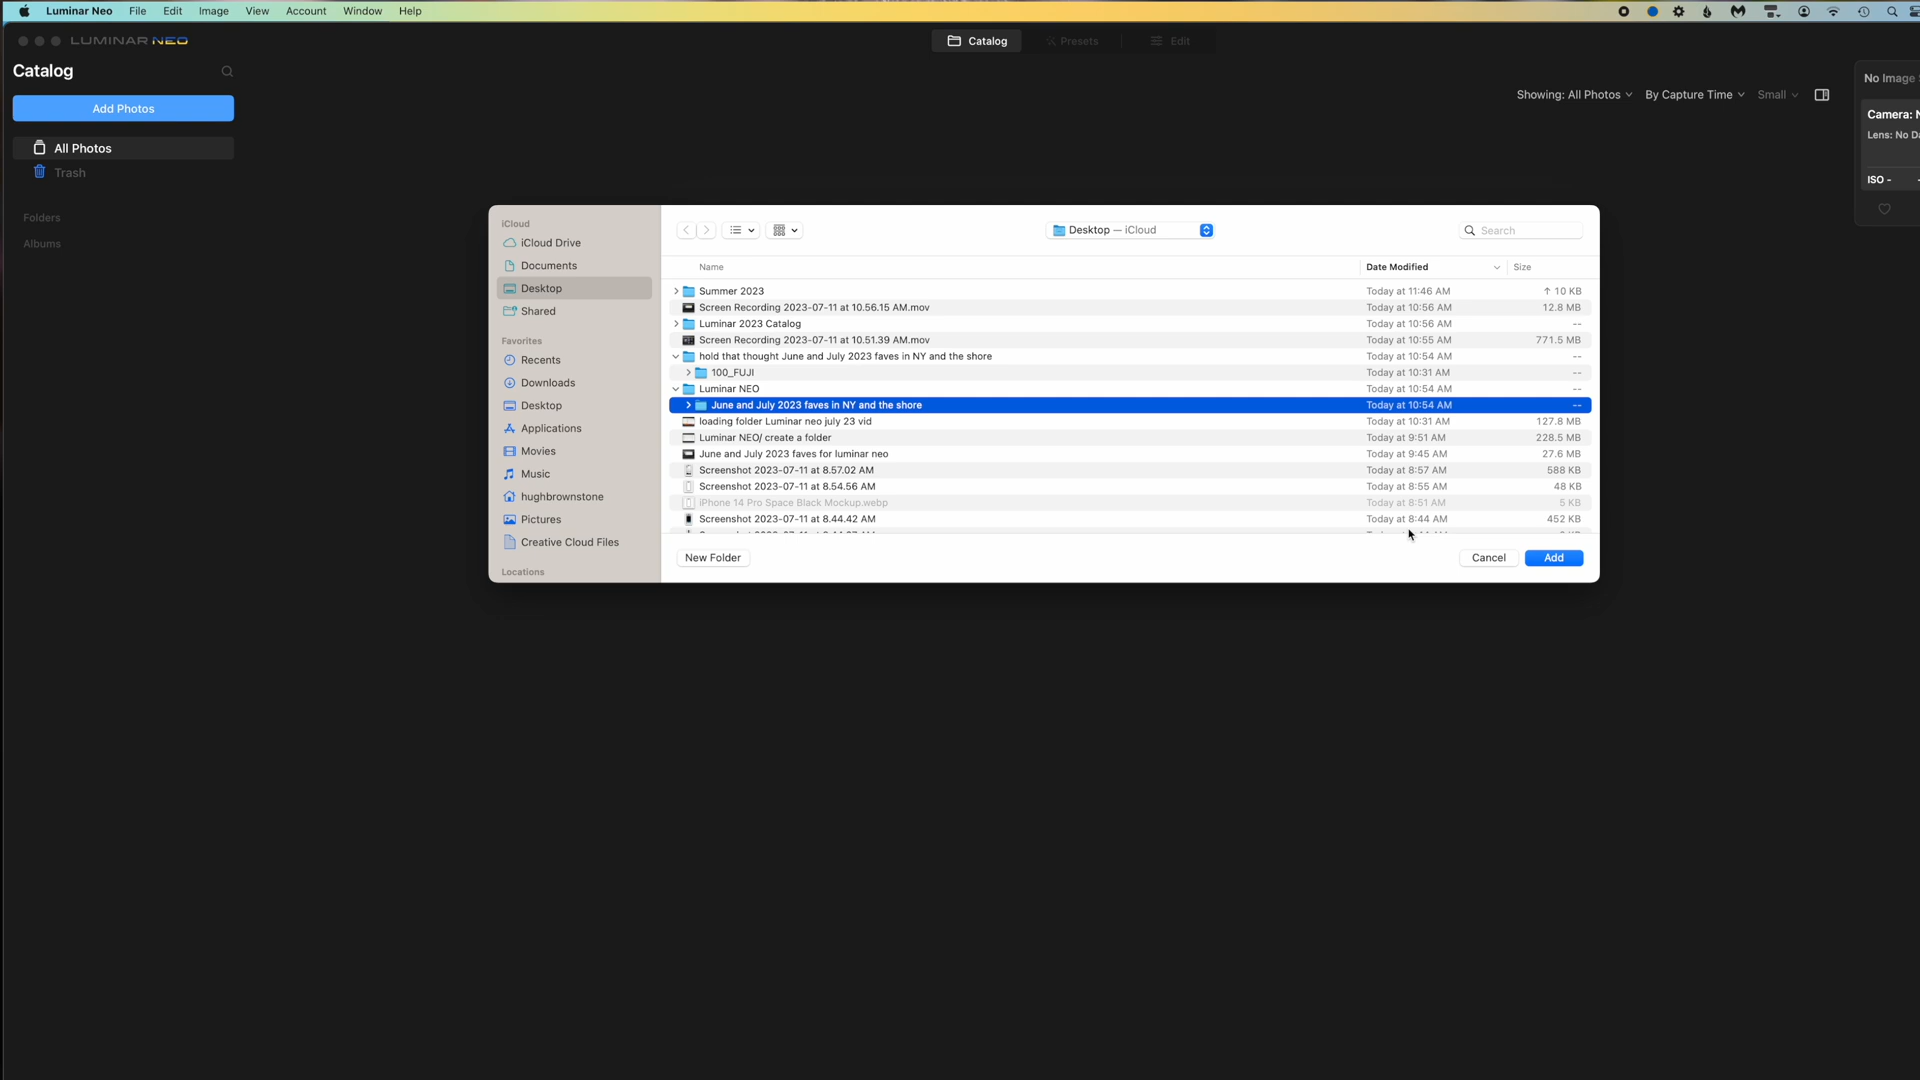 Luminar Neo File Edit Image View Account Window Help
LUMINAR NEO
Catalog Presets Edit
Catalog
Add Photos
All Photos
Trash
Folders
Albums
Showing: All Photos By Capture Time Small
No Image
Camera:
Lens: No
ISO -
iCloud
iCloud Drive
Documents
Desktop
Shared
Favorites
Recents
Downloads
Desktop
Applications
Movies
Music
hughbrownstone
Pictures
Creative Cloud Files
Locations
Desktop — iCloud
Search
Name Date Modified Size
Summer 2023 Today at 11:46 AM ↑ 10 KB
Screen Recording 2023-07-11 at 10.56.15 AM.mov Today at 10:56 AM 12.8 MB
Luminar 2023 Catalog Today at 10:56 AM --
Screen Recording 2023-07-11 at 10.51.39 AM.mov Today at 10:55 AM 771.5 MB
hold that thought June and July 2023 faves in NY and the shore Today at 10:54 AM --
100_FUJI Today at 10:31 AM --
Luminar NEO Today at 10:54 AM --
June and July 2023 faves in NY and the shore Today at 10:54 AM --
loading folder Luminar neo july 23 vid Today at 10:31 AM 127.8 MB
Luminar NEO/ create a folder Today at 9:51 AM 228.5 MB
June and July 2023 faves for luminar neo Today at 9:45 AM 27.6 MB
Screenshot 2023-07-11 at 8.57.02 AM Today at 8:57 AM 588 KB
Screenshot 2023-07-11 at 8.54.56 AM Today at 8:55 AM 48 KB
iPhone 14 Pro Space Black Mockup.webp Today at 8:51 AM 5 KB
Screenshot 2023-07-11 at 8.44.42 AM Today at 8:44 AM 452 KB
New Folder Cancel Add